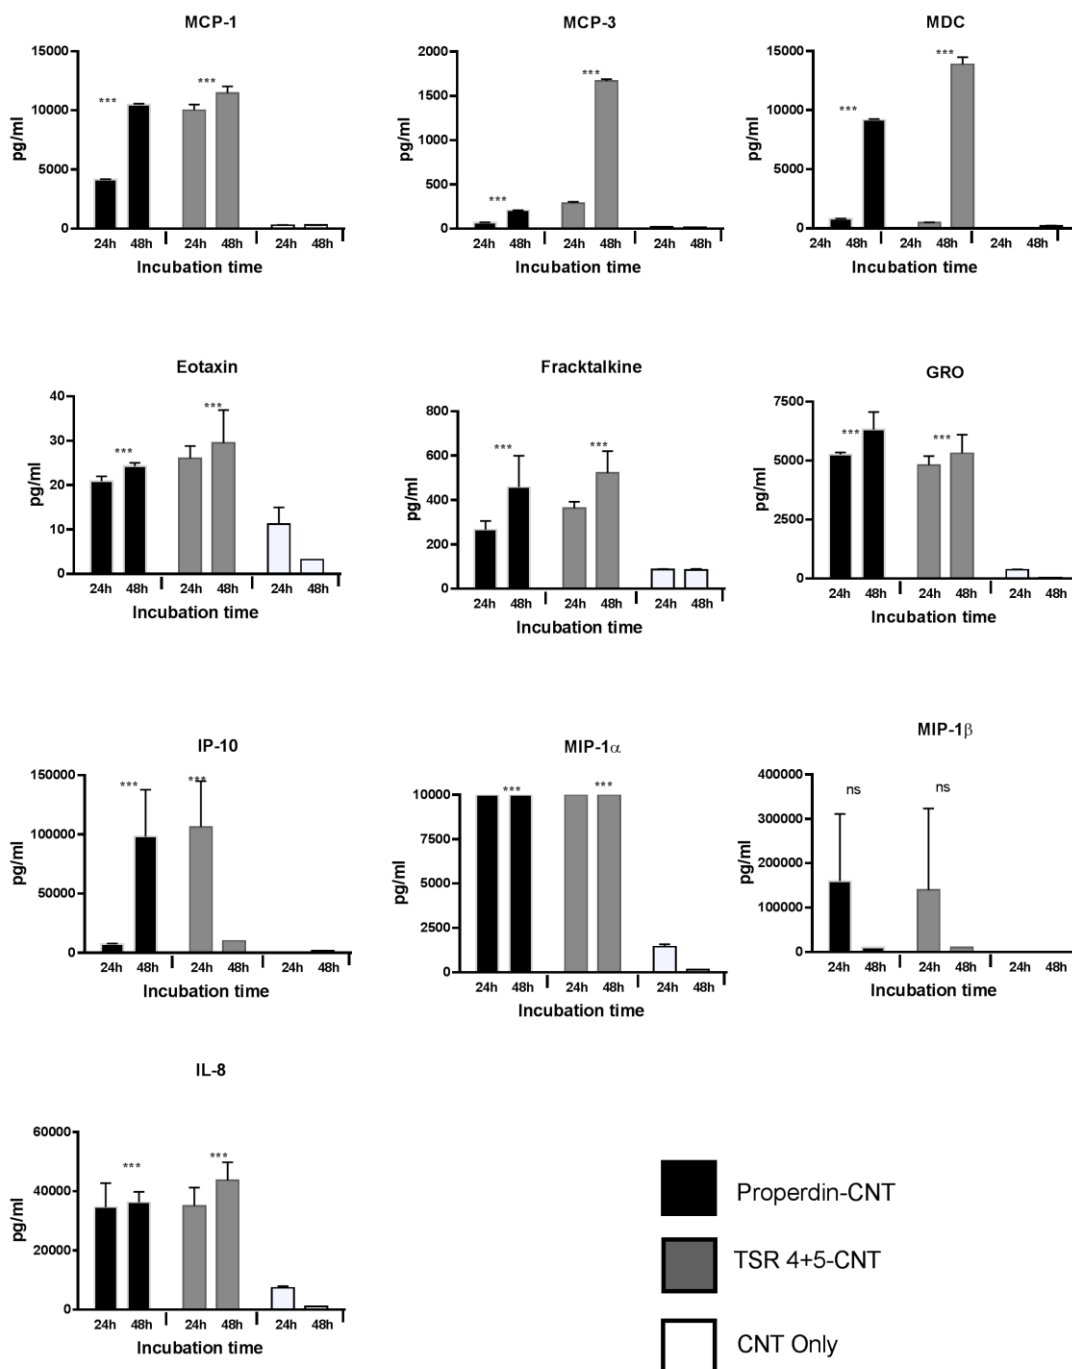 MCP-1
15000
10000
5000
0
pg/ml
***
***
24h 48h 24h 48h 24h 48h
Incubation time
MCP-3
2000
1500
1000
500
0
pg/ml
***
***
24h 48h 24h 48h 24h 48h
Incubation time
MDC
15000
10000
5000
0
pg/ml
***
***
24h 48h 24h 48h 24h 48h
Incubation time
Eotaxin
40
30
20
10
0
pg/ml
***
***
24h 48h 24h 48h 24h 48h
Incubation time
Fracktalkine
800
600
400
200
0
pg/ml
***
***
24h 48h 24h 48h 24h 48h
Incubation time
GRO
7500
5000
2500
0
pg/ml
***
***
24h 48h 24h 48h 24h 48h
Incubation time
IP-10
150000
100000
50000
0
pg/ml
***
***
24h 48h 24h 48h 24h 48h
Incubation time
MIP-1α
10000
7500
5000
2500
0
pg/ml
***
***
24h 48h 24h 48h 24h 48h
Incubation time
MIP-1β
400000
300000
200000
100000
0
pg/ml
ns
ns
24h 48h 24h 48h 24h 48h
Incubation time
IL-8
60000
40000
20000
0
pg/ml
***
***
24h 48h 24h 48h 24h 48h
Incubation time
Properdin-CNT
TSR 4+5-CNT
CNT Only